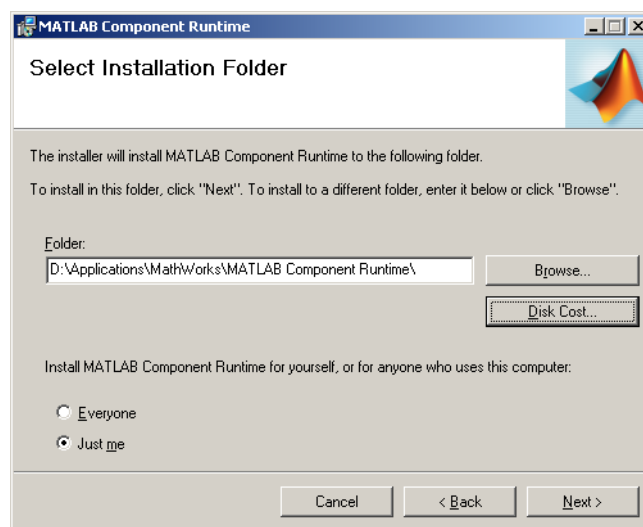 MATLAB Component Runtime
Select Installation Folder
The installer will install MATLAB Component Runtime to the following folder.
To install in this folder, click "Next". To install to a different folder, enter it below or click "Browse".
Folder:
D:\Applications\MathWorks\MATLAB Component Runtime\
Browse...
Disk Cost...
Install MATLAB Component Runtime for yourself, or for anyone who uses this computer:
Everyone
Just me
Cancel
< Back
Next >